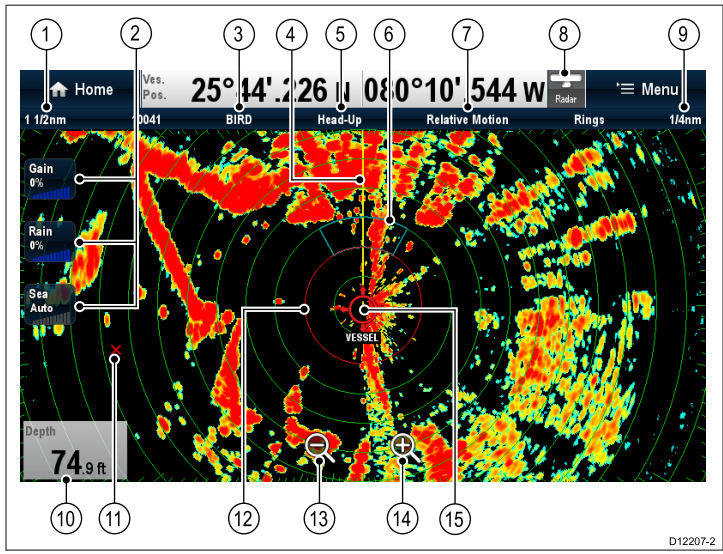 1 2 3 4 5 6 7 8 9
Home
Ves. Pos.
25°44'.226 N 080°10'.544 W
Radar
Menu
1 1/2nm 0041 BIRD Head-Up Relative Motion Rings 1/4nm
Gain
0%
Rain
0%
Sea
Auto
VESSEL
Depth
74.9 ft
10 11 12 13 14 15
D12207-2